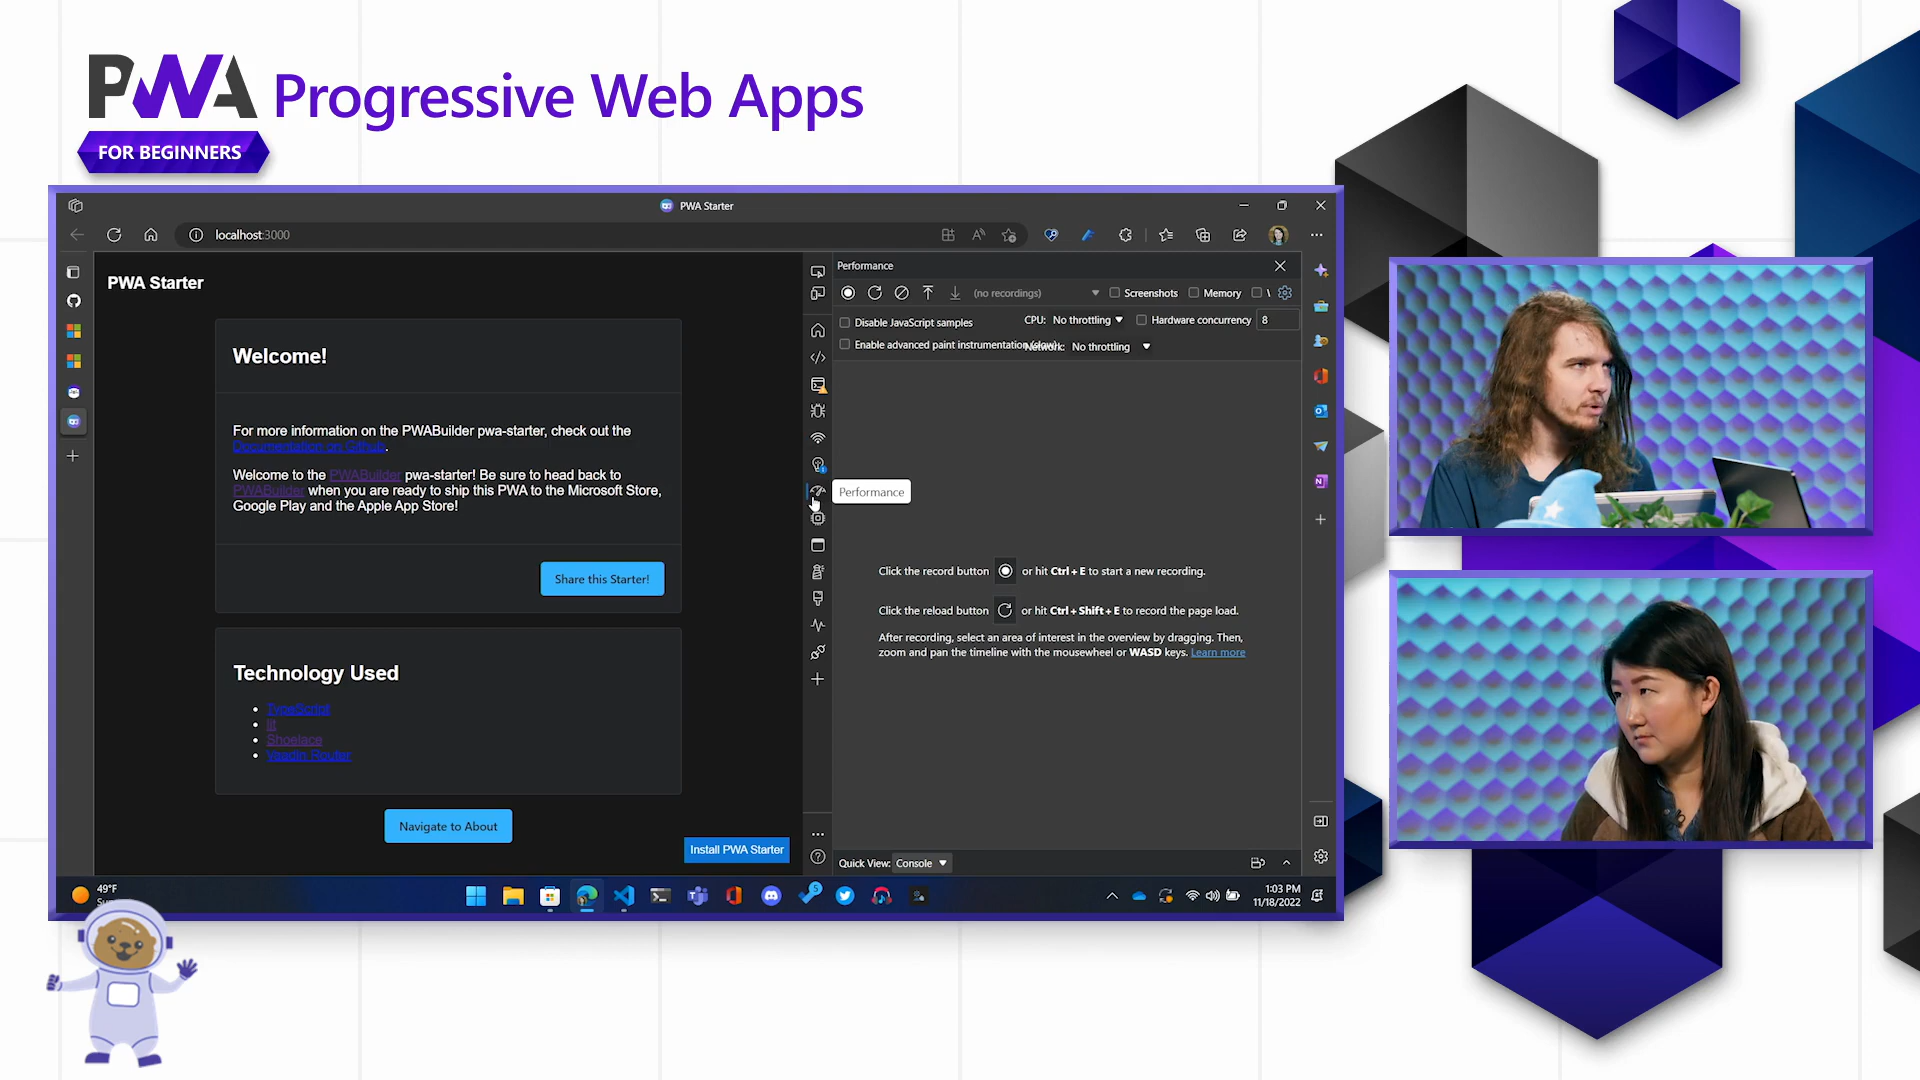 PWA Progressive Web Apps
FOR BEGINNERS
PWA Starter
localhost:3000
PWA Starter
Welcome!
For more information on the PWABuilder pwa-starter, check out the
Documentation on Github.
Welcome to the PWABuilder pwa-starter! Be sure to head back to
PWABuilder when you are ready to ship this PWA to the Microsoft Store,
Google Play and the Apple App Store!
Share this Starter!
Technology Used
TypeScript
lit
Shoelace
Vaadin Router
Navigate to About
Install PWA Starter
Performance
(no recordings)
Screenshots
Memory
Disable JavaScript samples
CPU: No throttling
Hardware concurrency
8
Enable advanced paint instrumentation (slow)
Network: No throttling
Performance
Click the record button or hit Ctrl + E to start a new recording.
Click the reload button or hit Ctrl + Shift + E to record the page load.
After recording, select an area of interest in the overview by dragging. Then,
zoom and pan the timeline with the mousewheel or WASD keys. Learn more
Quick View: Console
49°F
5
1:03 PM
11/18/2022